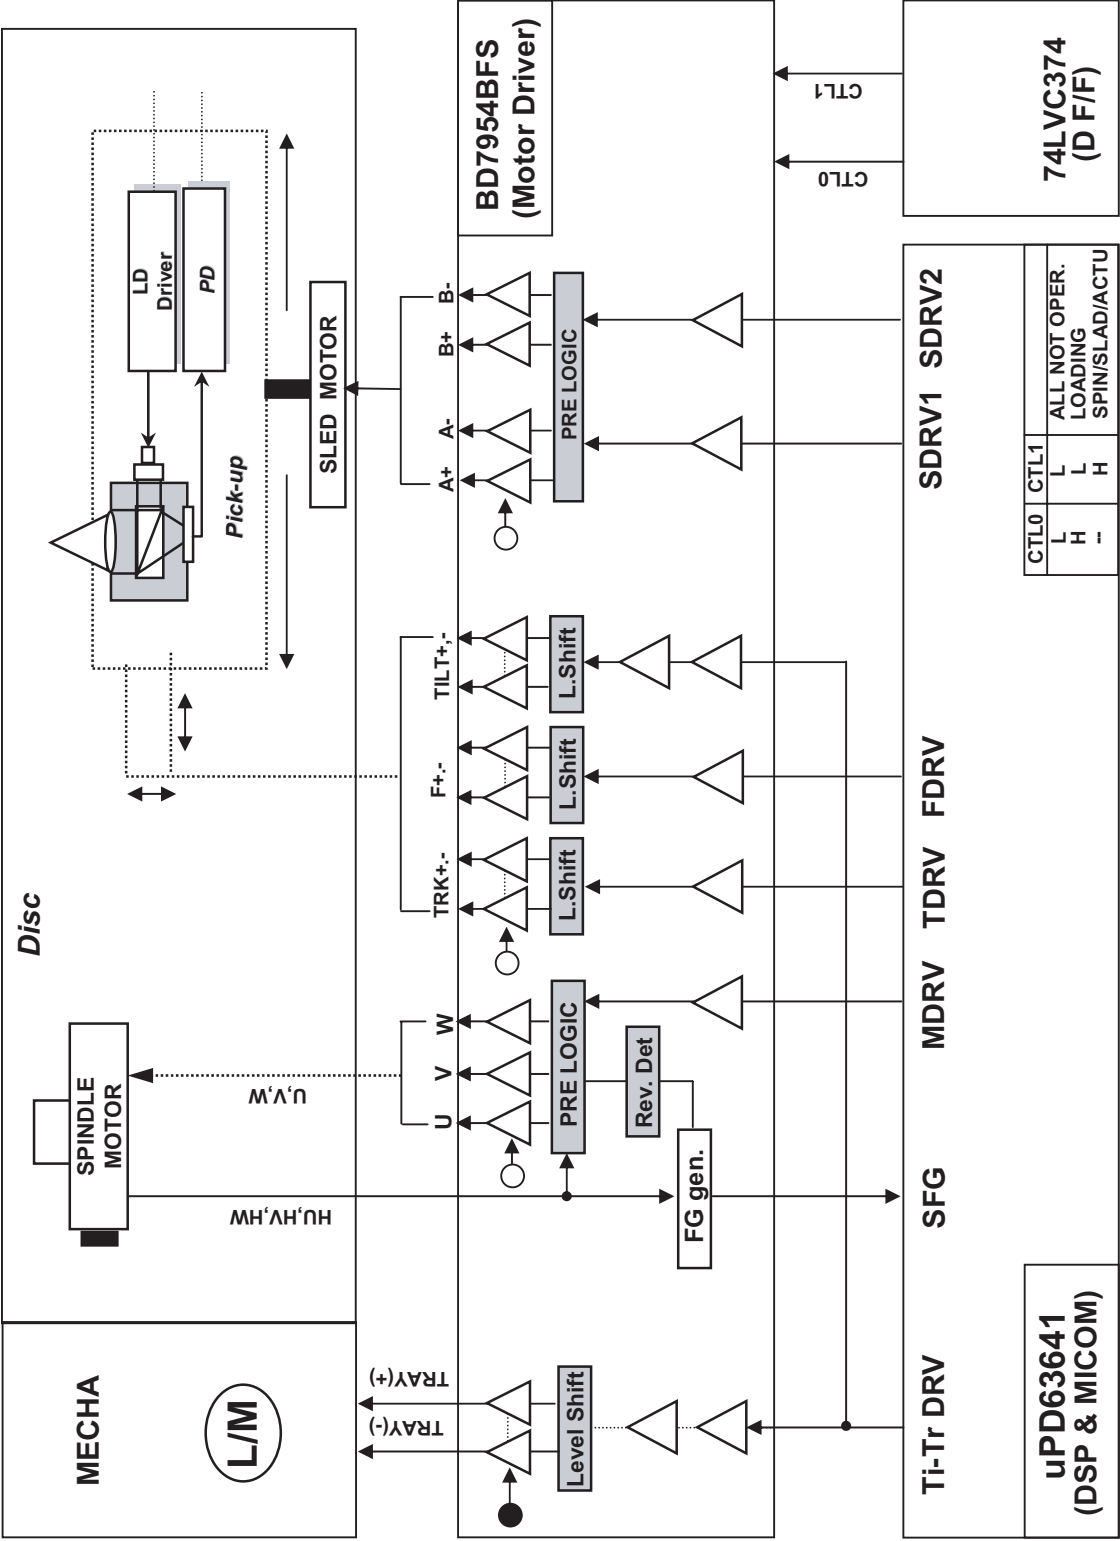 MECHA
L/M
SPINDLE
MOTOR
Disc
Pick-up
LD
Driver
PD
SLED MOTOR
TRAY(-)
TRAY(+)
HU,HV,HW
U,V,W
U
V
W
TRK+.-
F+.-
TILT+,-
A+
A-
B+
B-
BD7954BFS
(Motor Driver)
Level Shift
PRE LOGIC
L.Shift
L.Shift
L.Shift
PRE LOGIC
Rev. Det
FG gen.
CTL0
CTL1
Ti-Tr DRV
SFG
MDRV
TDRV
FDRV
SDRV1
SDRV2
uPD63641
(DSP & MICOM)
CTL0 CTL1
L L ALL NOT OPER.
H L LOADING
-- H SPIN/SLAD/ACTU
74LVC374
(D F/F)